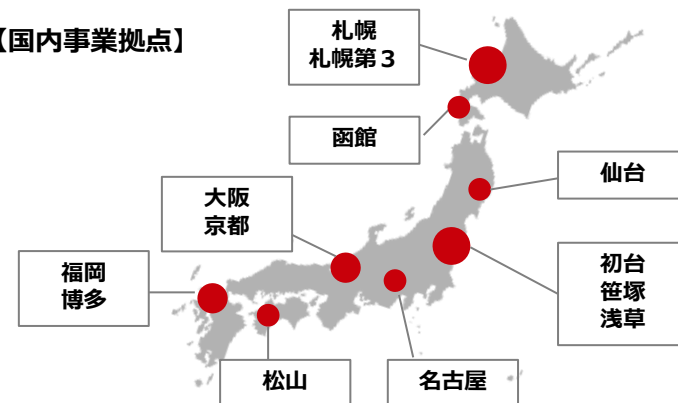 【国内事業拠点】
札幌
札幌第３
函館
仙台
大阪
京都
初台
笹塚
浅草
福岡
博多
松山
名古屋